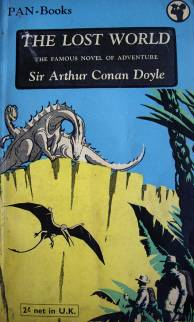 PAN-Books
THE LOST WORLD
THE FAMOUS NOVEL OF ADVENTURE
Sir Arthur Conan Doyle
2/- net in U.K.